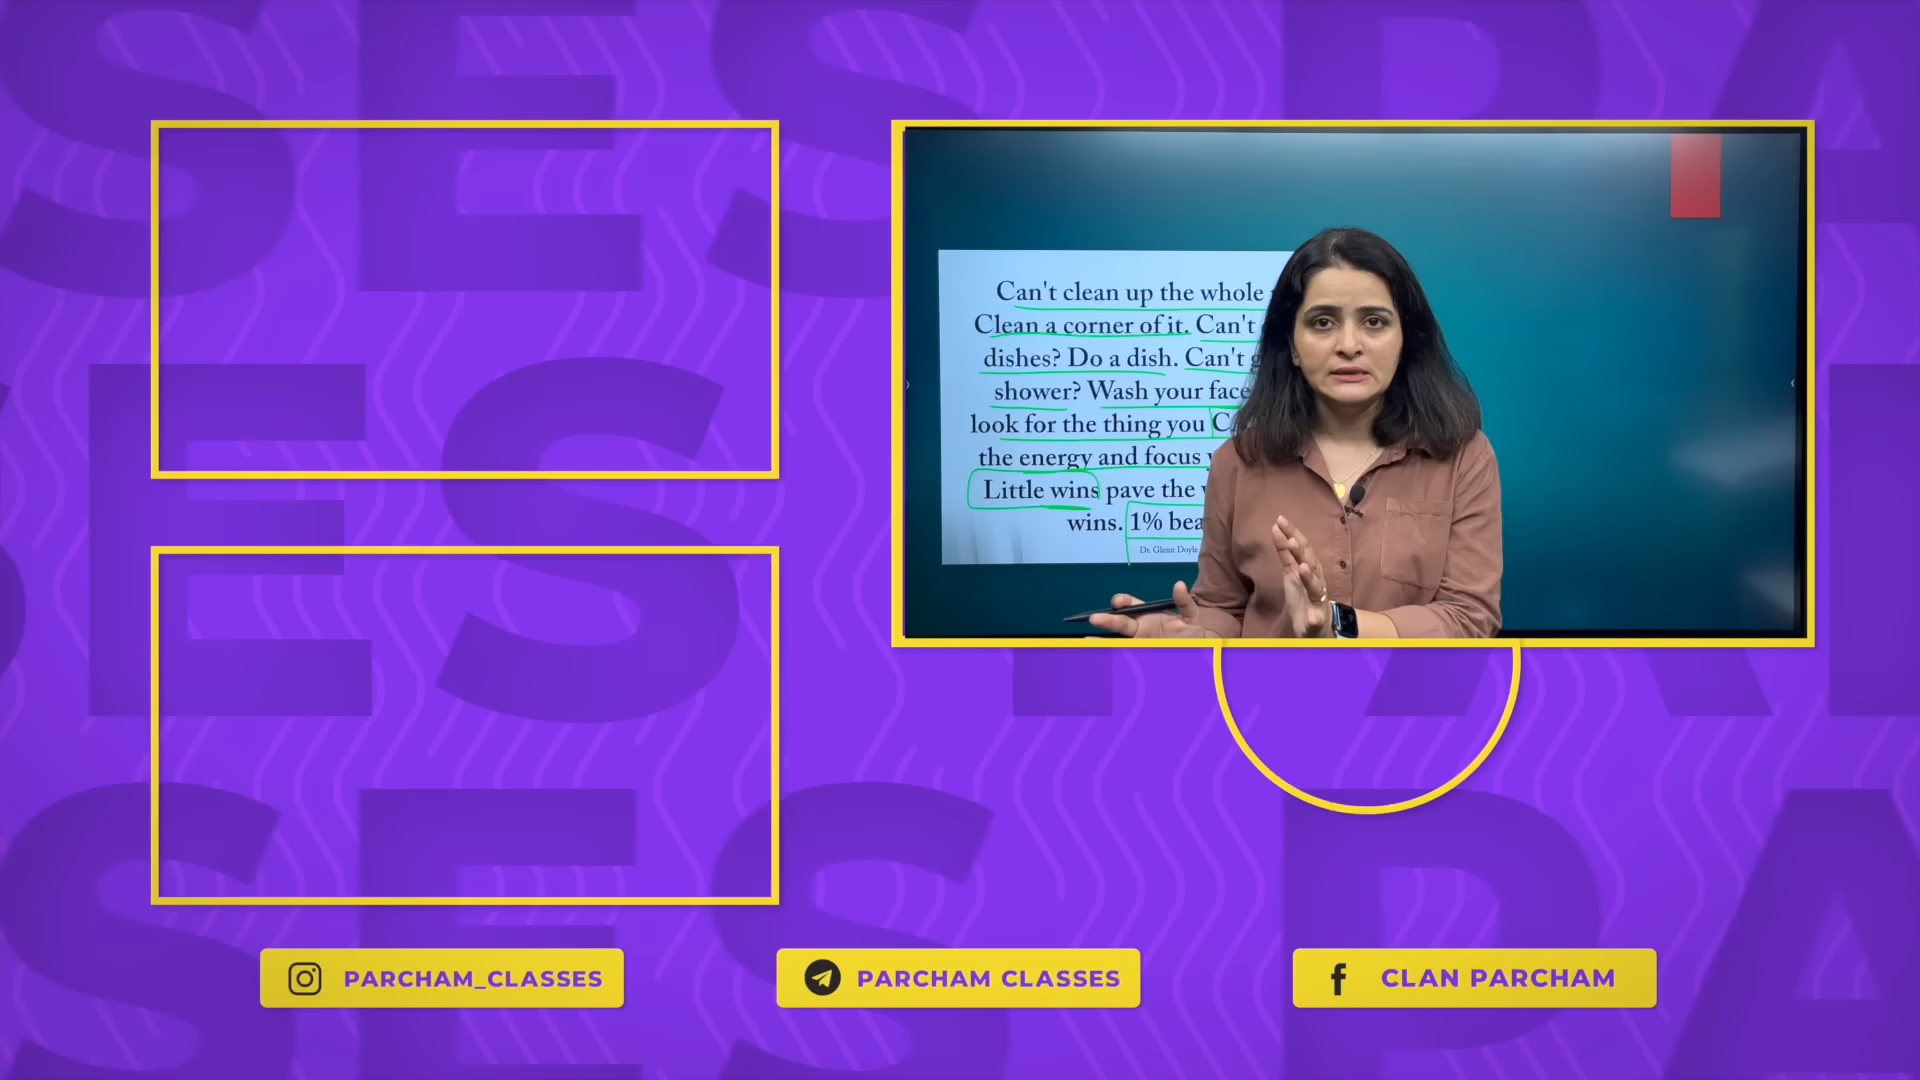 Can't clean up the whole
Clean a corner of it. Can't
dishes? Do a dish. Can't
shower? Wash your face
look for the thing you
the energy and focus
Little wins pave the
wins. 1%
Dr. Glenn Doyle
PARCHAM_CLASSES
PARCHAM CLASSES
CLAN PARCHAM